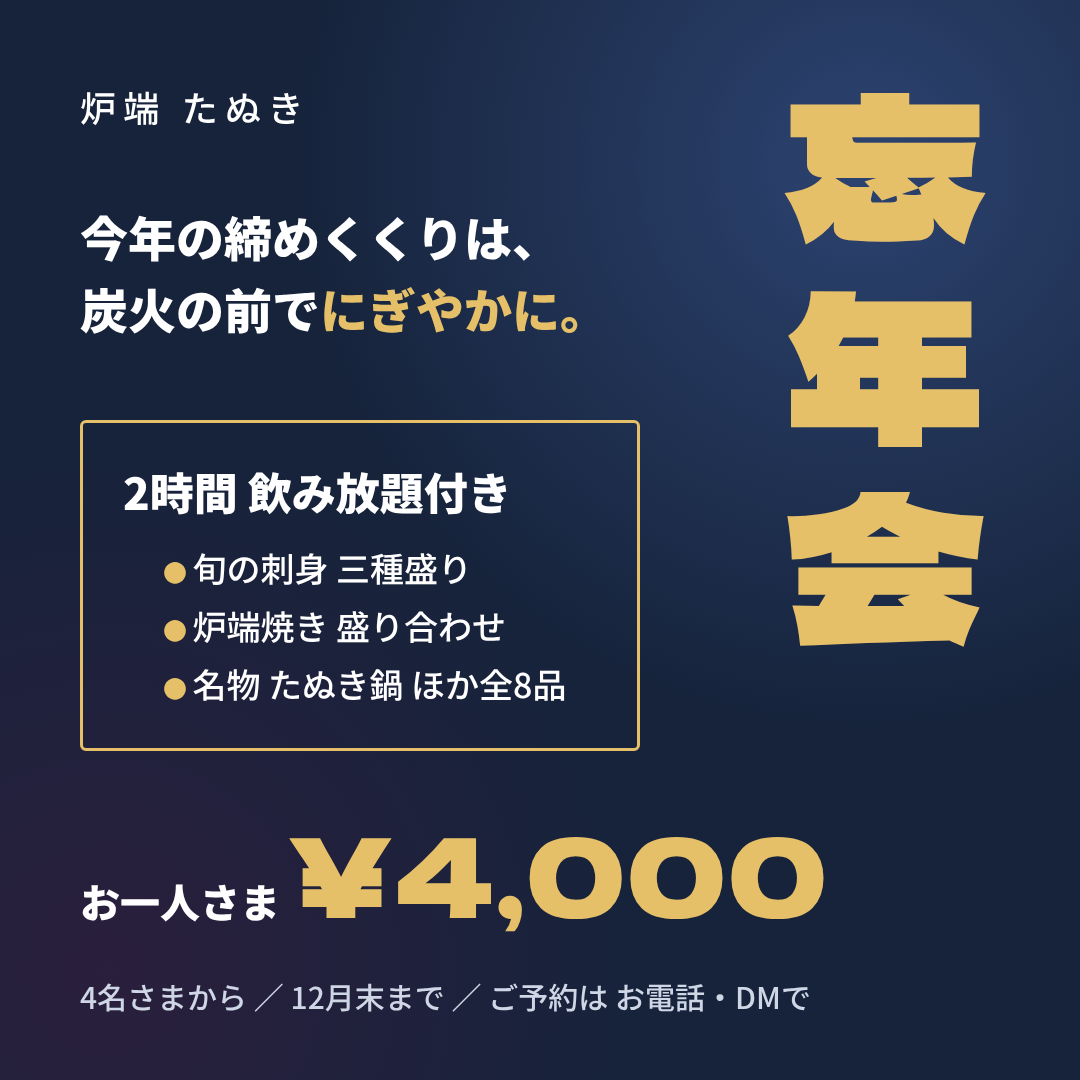 炉端 たぬき
忘年会
今年の締めくくりは、
炭火の前でにぎやかに。
2時間 飲み放題付き
●旬の刺身 三種盛り
●炉端焼き 盛り合わせ
●名物 たぬき鍋 ほか全8品
お一人さま ¥4,000
4名さまから ／ 12月末まで ／ ご予約は お電話・DMで